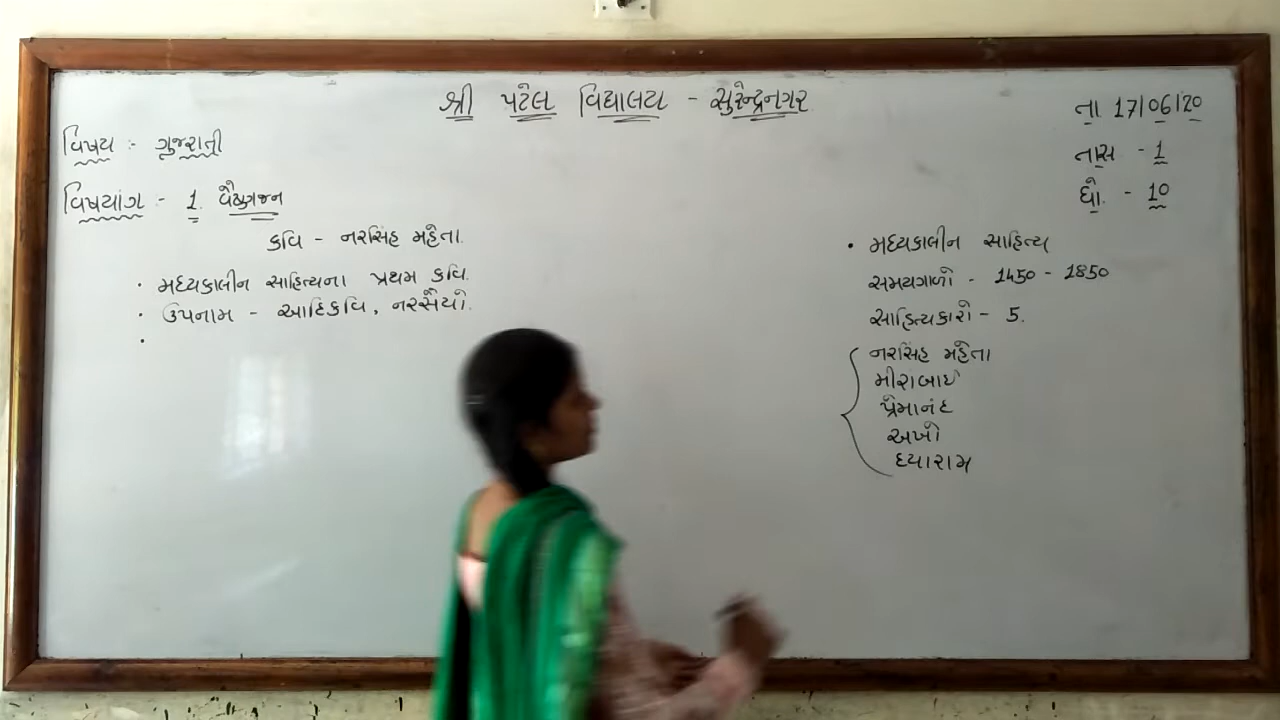 શ્રી પટેલ વિદ્યાલય - સુરેન્દ્રનગર
તા 17/06/20
વિષય :- ગુજરાતી
તાસ - 1
વિષયાંગ :- 1. વૈષ્ણવજન
ધો. - 10
કવિ - નરસિંહ મહેતા.
• મધ્યકાલીન સાહિત્યના પ્રથમ કવિ.
• ઉપનામ - આદિકવિ, નરસૈંયો.
•
• મધ્યકાલીન સાહિત્ય
સમયગાળો - 1450 - 1850
સાહિત્યકારો - 5.
નરસિંહ મહેતા
મીરાબાઈ
પ્રેમાનંદ
અખો
દયારામ